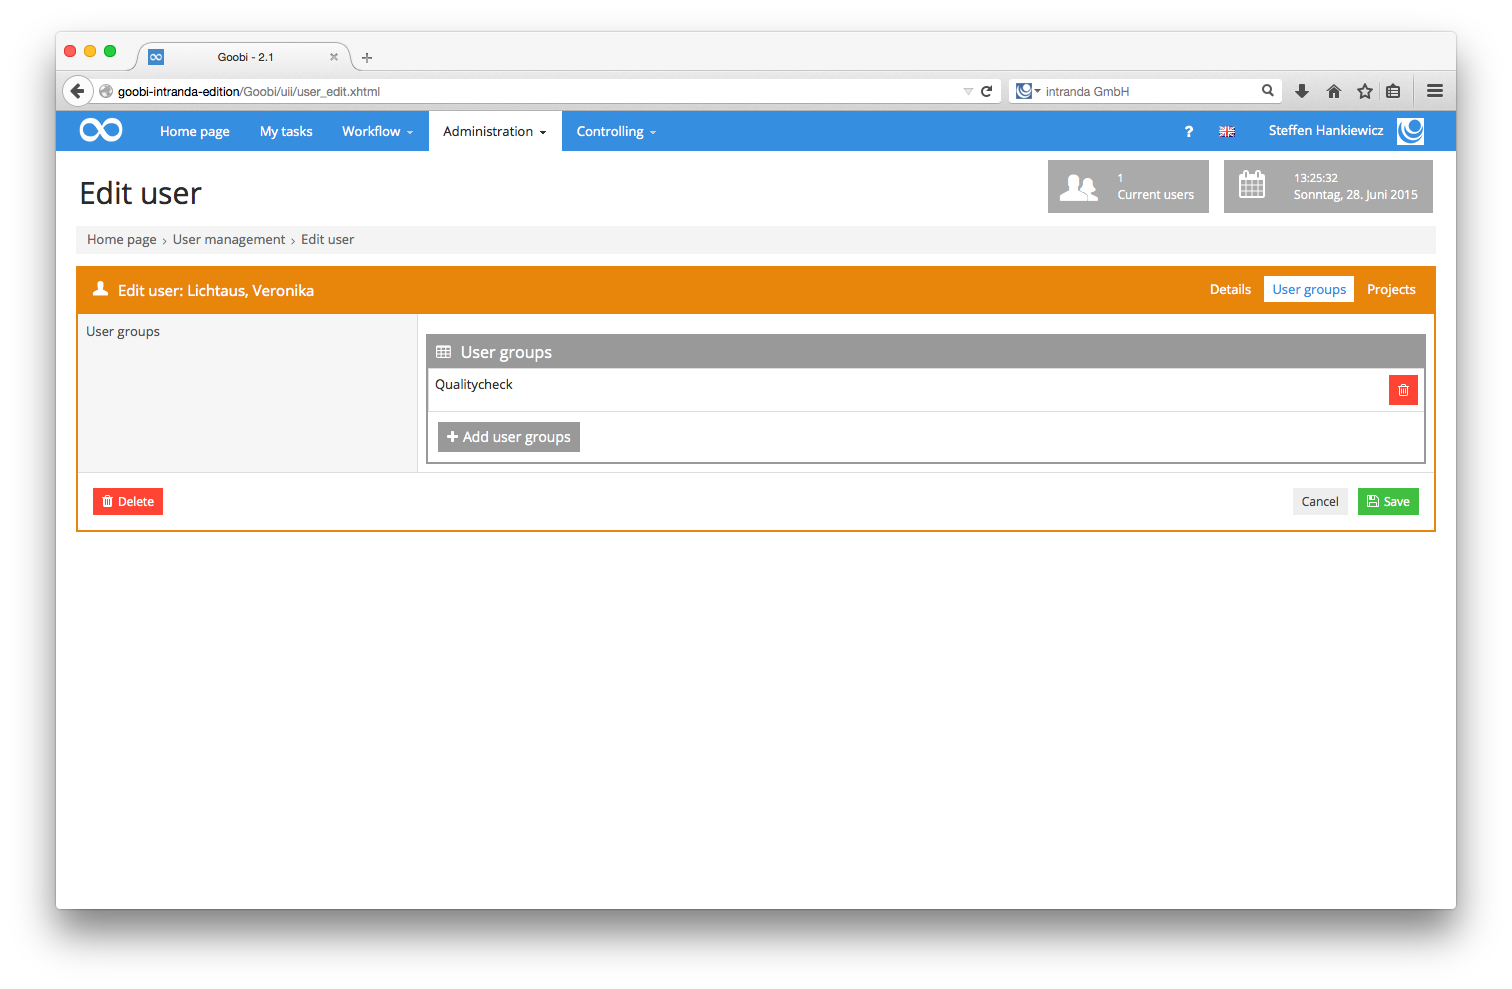 Goobi - 2.1
goobi-intranda-edition/Goobi/uii/user_edit.xhtml
intranda GmbH
Home page
My tasks
Workflow
Administration
Controlling
?
Steffen Hankiewicz
Edit user
1
Current users
13:25:32
Sonntag, 28. Juni 2015
Home page › User management › Edit user
Edit user: Lichtaus, Veronika
Details
User groups
Projects
User groups
User groups
Qualitycheck
Add user groups
Delete
Cancel
Save